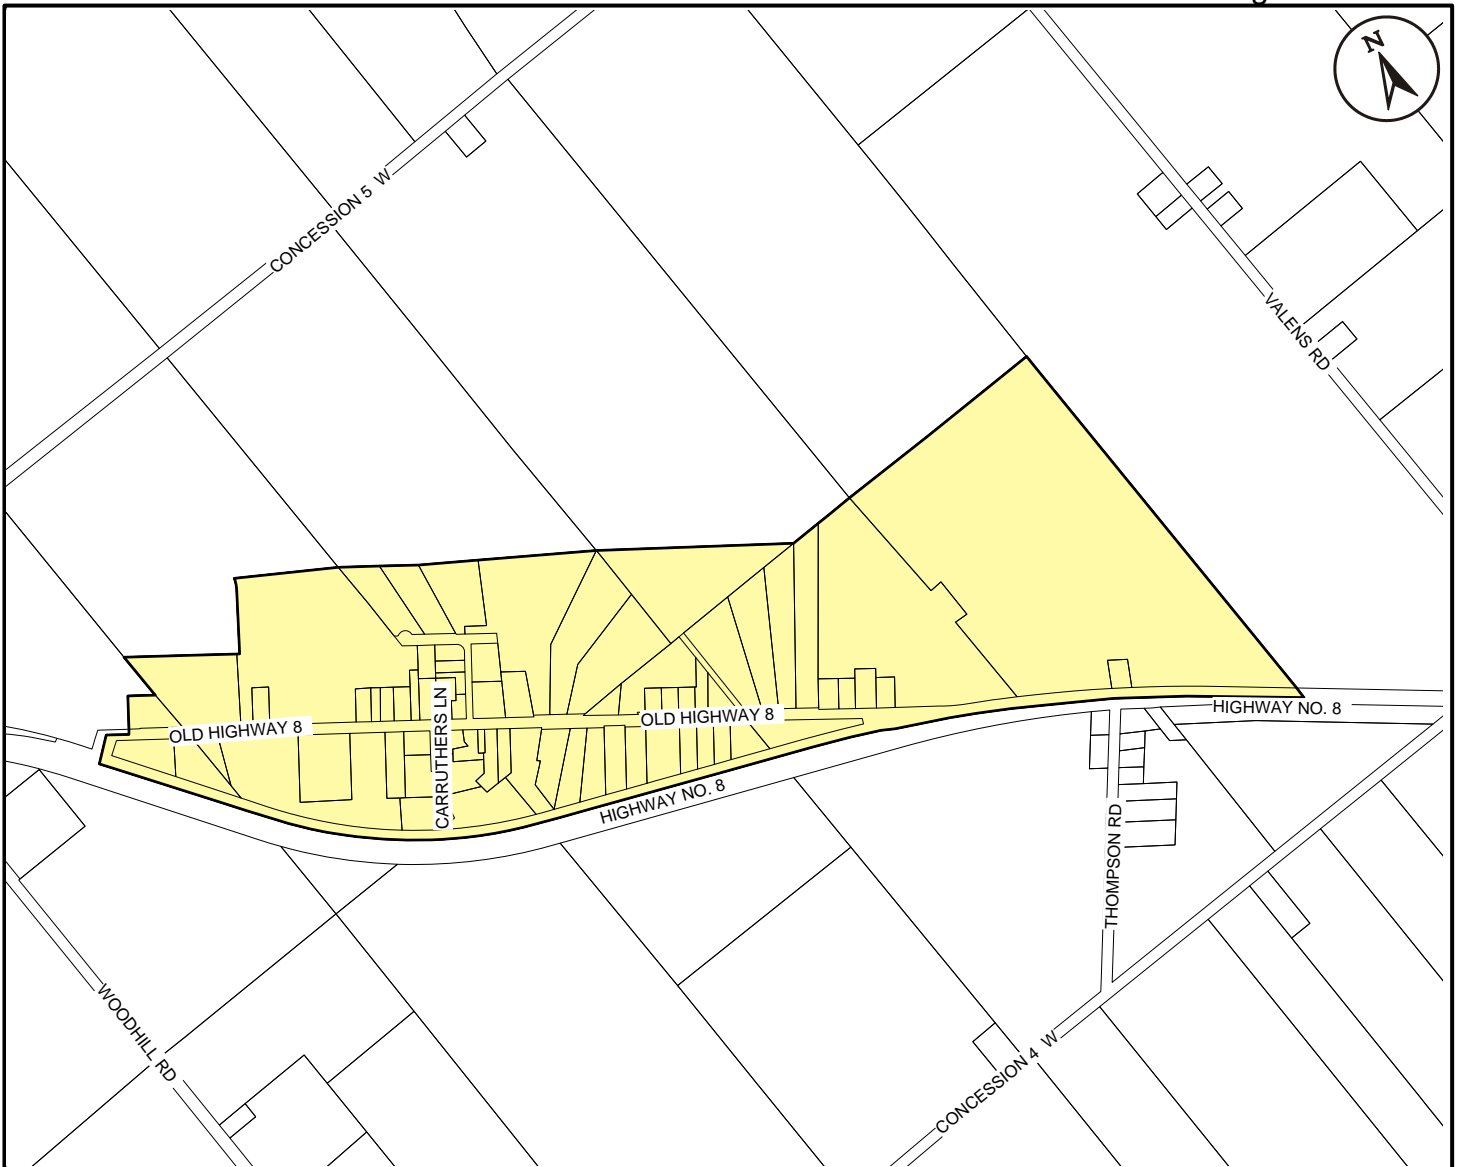 N
CONCESSION 5 W
VALENS RD
OLD HIGHWAY 8
CARRUTHERS LN
OLD HIGHWAY 8
HIGHWAY NO. 8
HIGHWAY NO. 8
THOMPSON RD
WOODHILL RD
CONCESSION 4 W